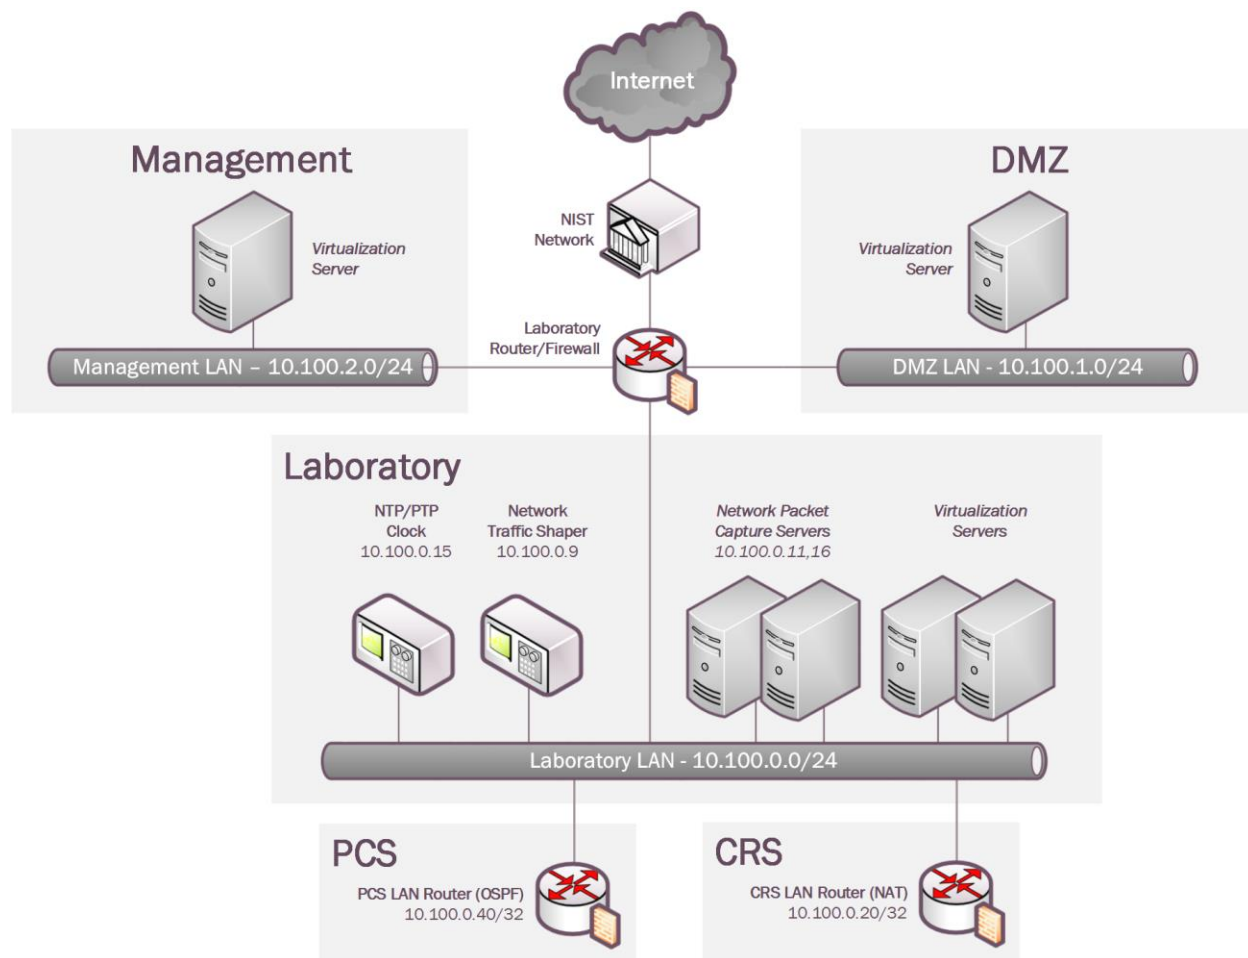 Internet
Management
DMZ
NIST
Network
Virtualization
Server
Virtualization
Server
Laboratory
Router/Firewall
Management LAN – 10.100.2.0/24
DMZ LAN - 10.100.1.0/24
Laboratory
NTP/PTP
Clock
10.100.0.15
Network
Traffic Shaper
10.100.0.9
Network Packet
Capture Servers
10.100.0.11,16
Virtualization
Servers
Laboratory LAN - 10.100.0.0/24
PCS
PCS LAN Router (OSPF)
10.100.0.40/32
CRS
CRS LAN Router (NAT)
10.100.0.20/32